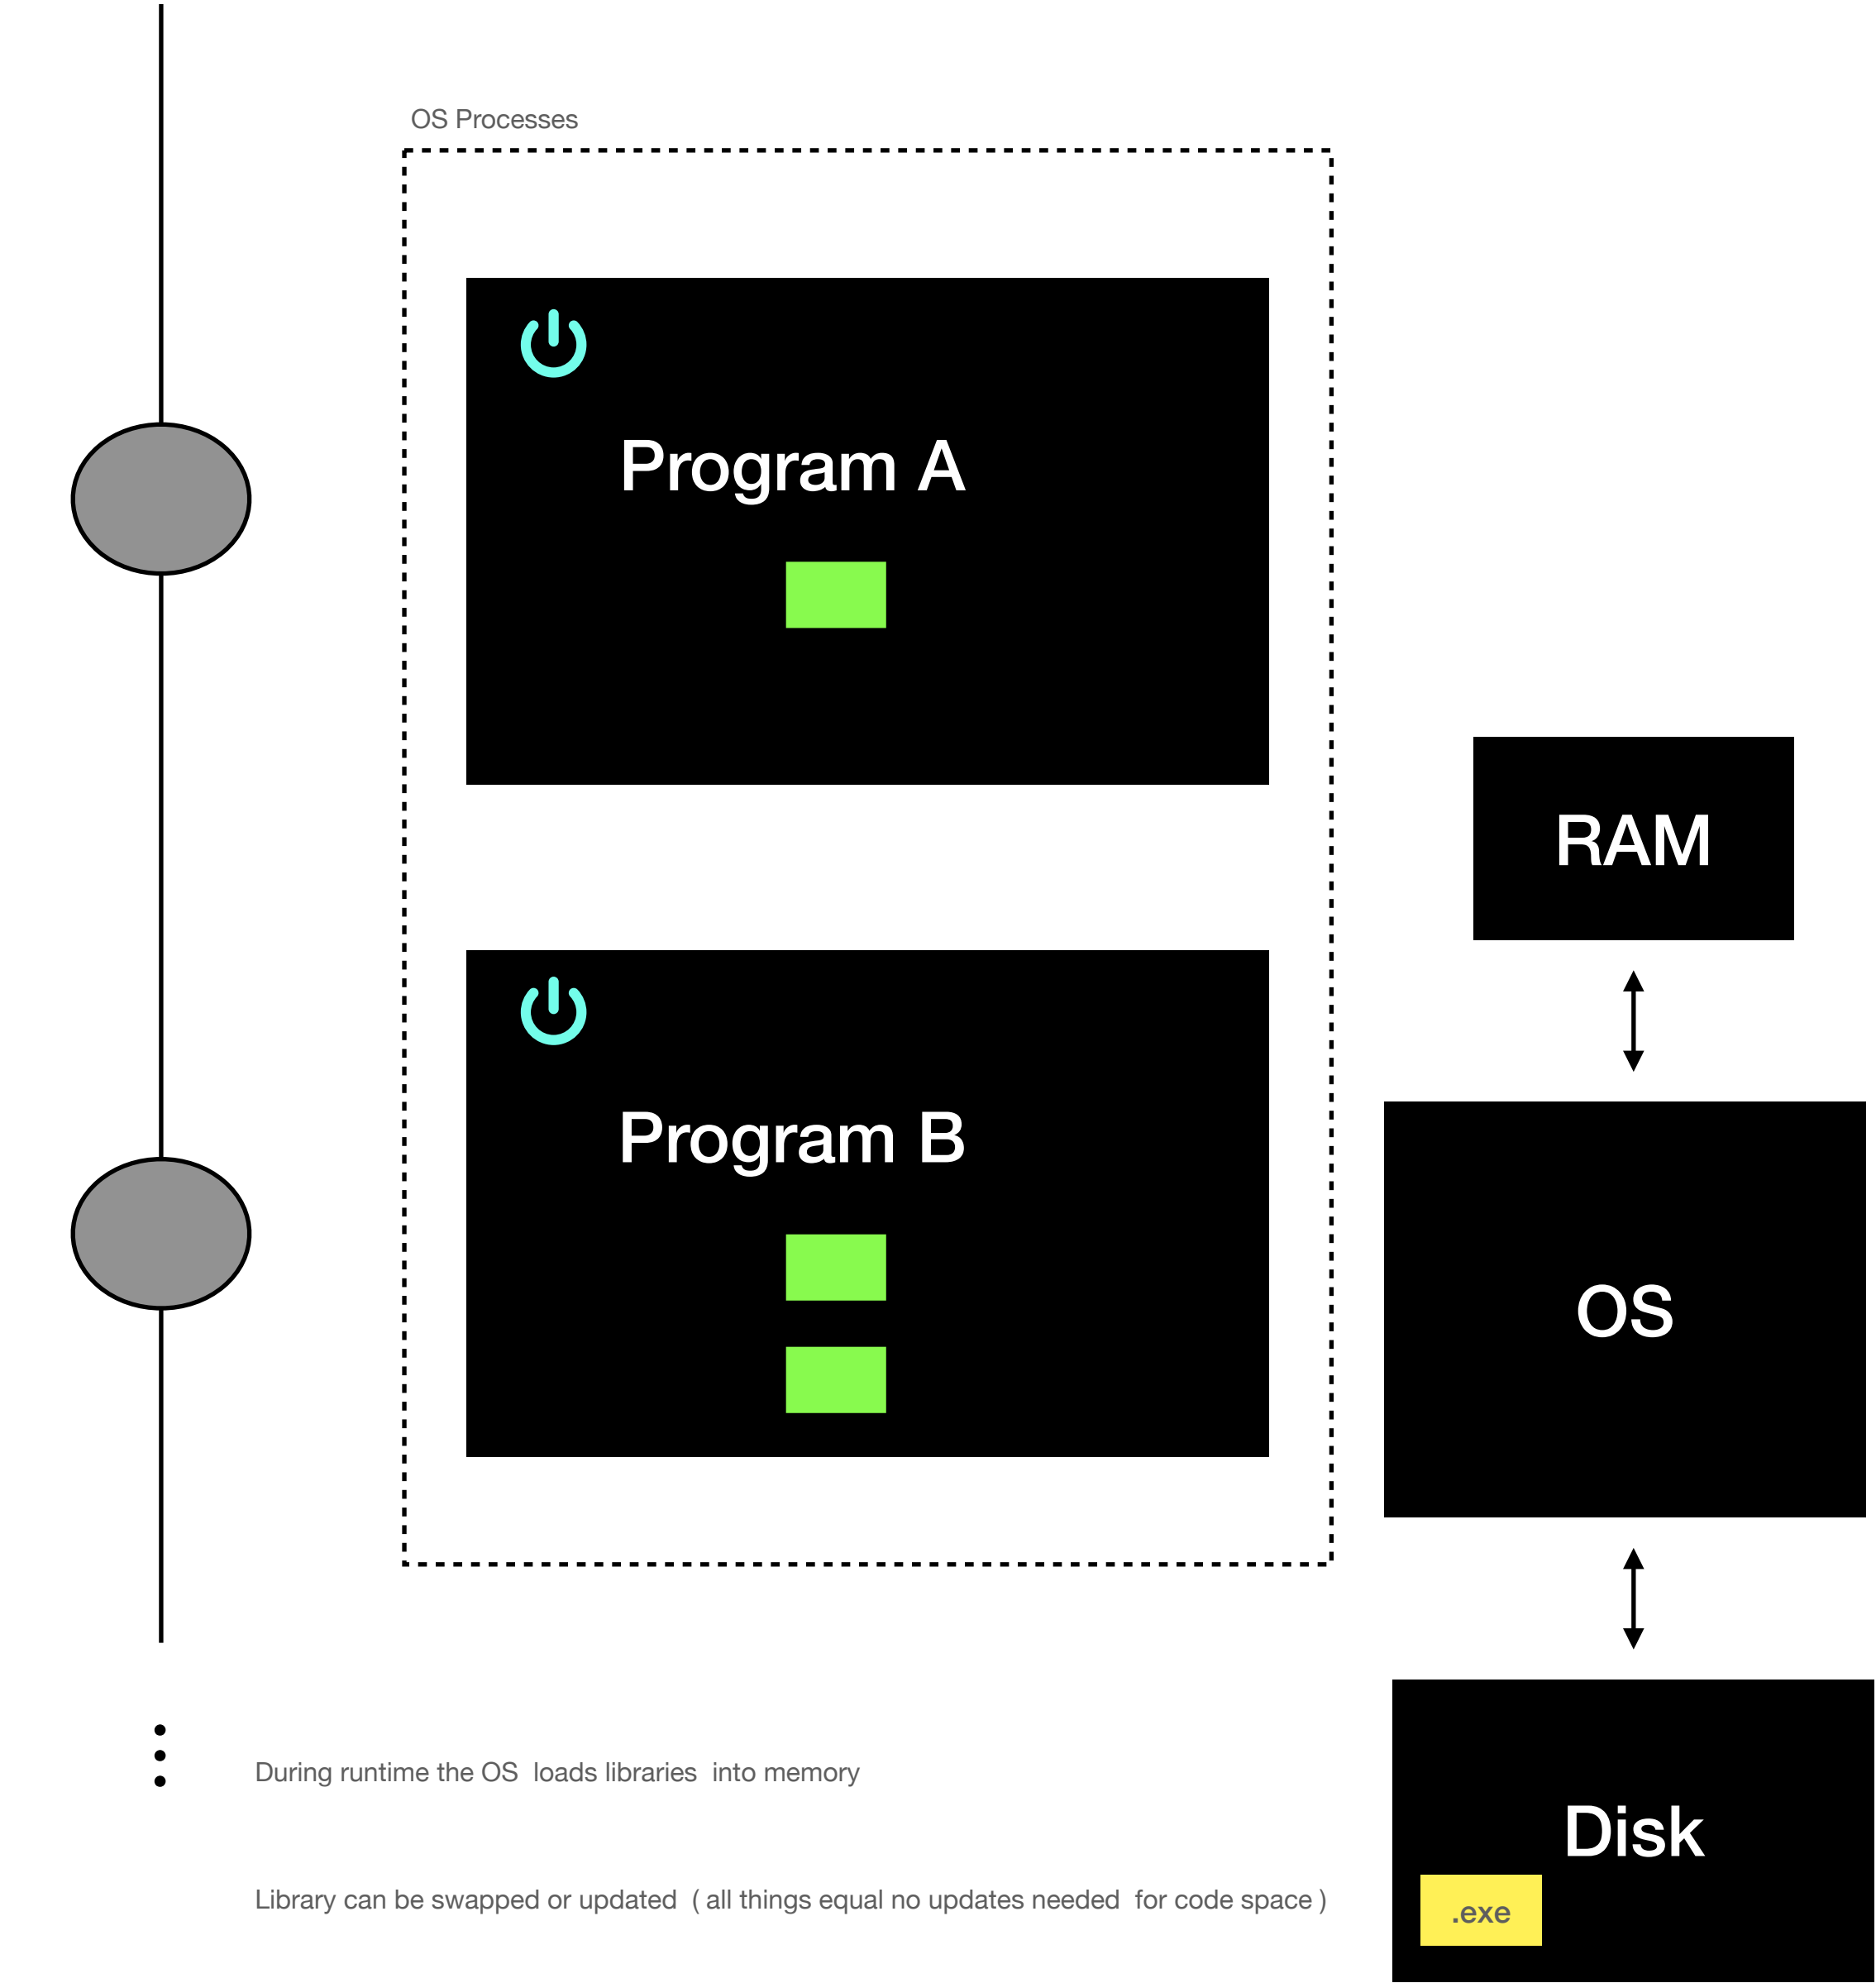 OS Processes
Program A
RAM
Program B
OS
During runtime the OS  loads libraries  into memory
Disk
Library can be swapped or updated  ( all things equal no updates needed  for code space )
.exe